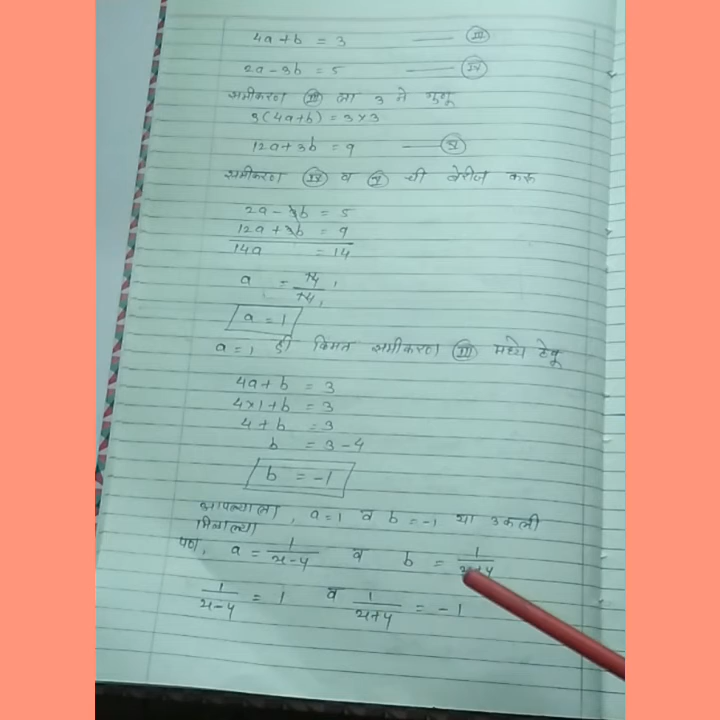 4a + b = 3 —— III
2a - 3b = 5 —— IV
समीकरण III ला 3 ने गुणू
3(4a+b) = 3×3
12a + 3b = 9 —— V
समीकरण IV व V ची बेरीज करू
2a - 3b = 5
12a + 3b = 9
14a = 14
a = 14/14
a = 1
a = 1 ही किंमत समीकरण III मध्ये ठेवू
4a + b = 3
4×1 + b = 3
4 + b = 3
b = 3 - 4
b = -1
आपल्याला, a = 1 व b = -1 या उकली
मिळाल्या
पण, a = 1/x-4 व b = 1/x+4
1/x-4 = 1 व 1/x+4 = -1